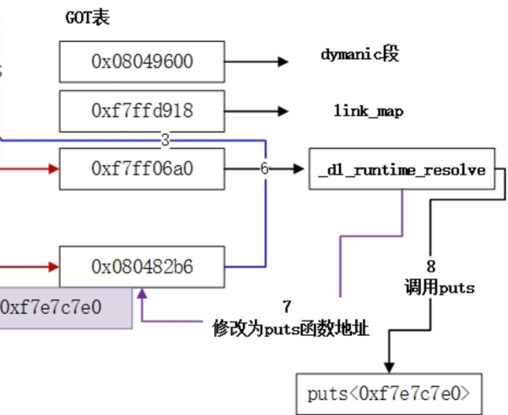 GOT表
0x08049600
dymanic段
0xf7ffd918
link_map
3
0xf7ff06a0
6
_dl_runtime_resolve
0x080482b6
8
调用puts
0xf7e7c7e0
7
修改为puts函数地址
puts<0xf7e7c7e0>